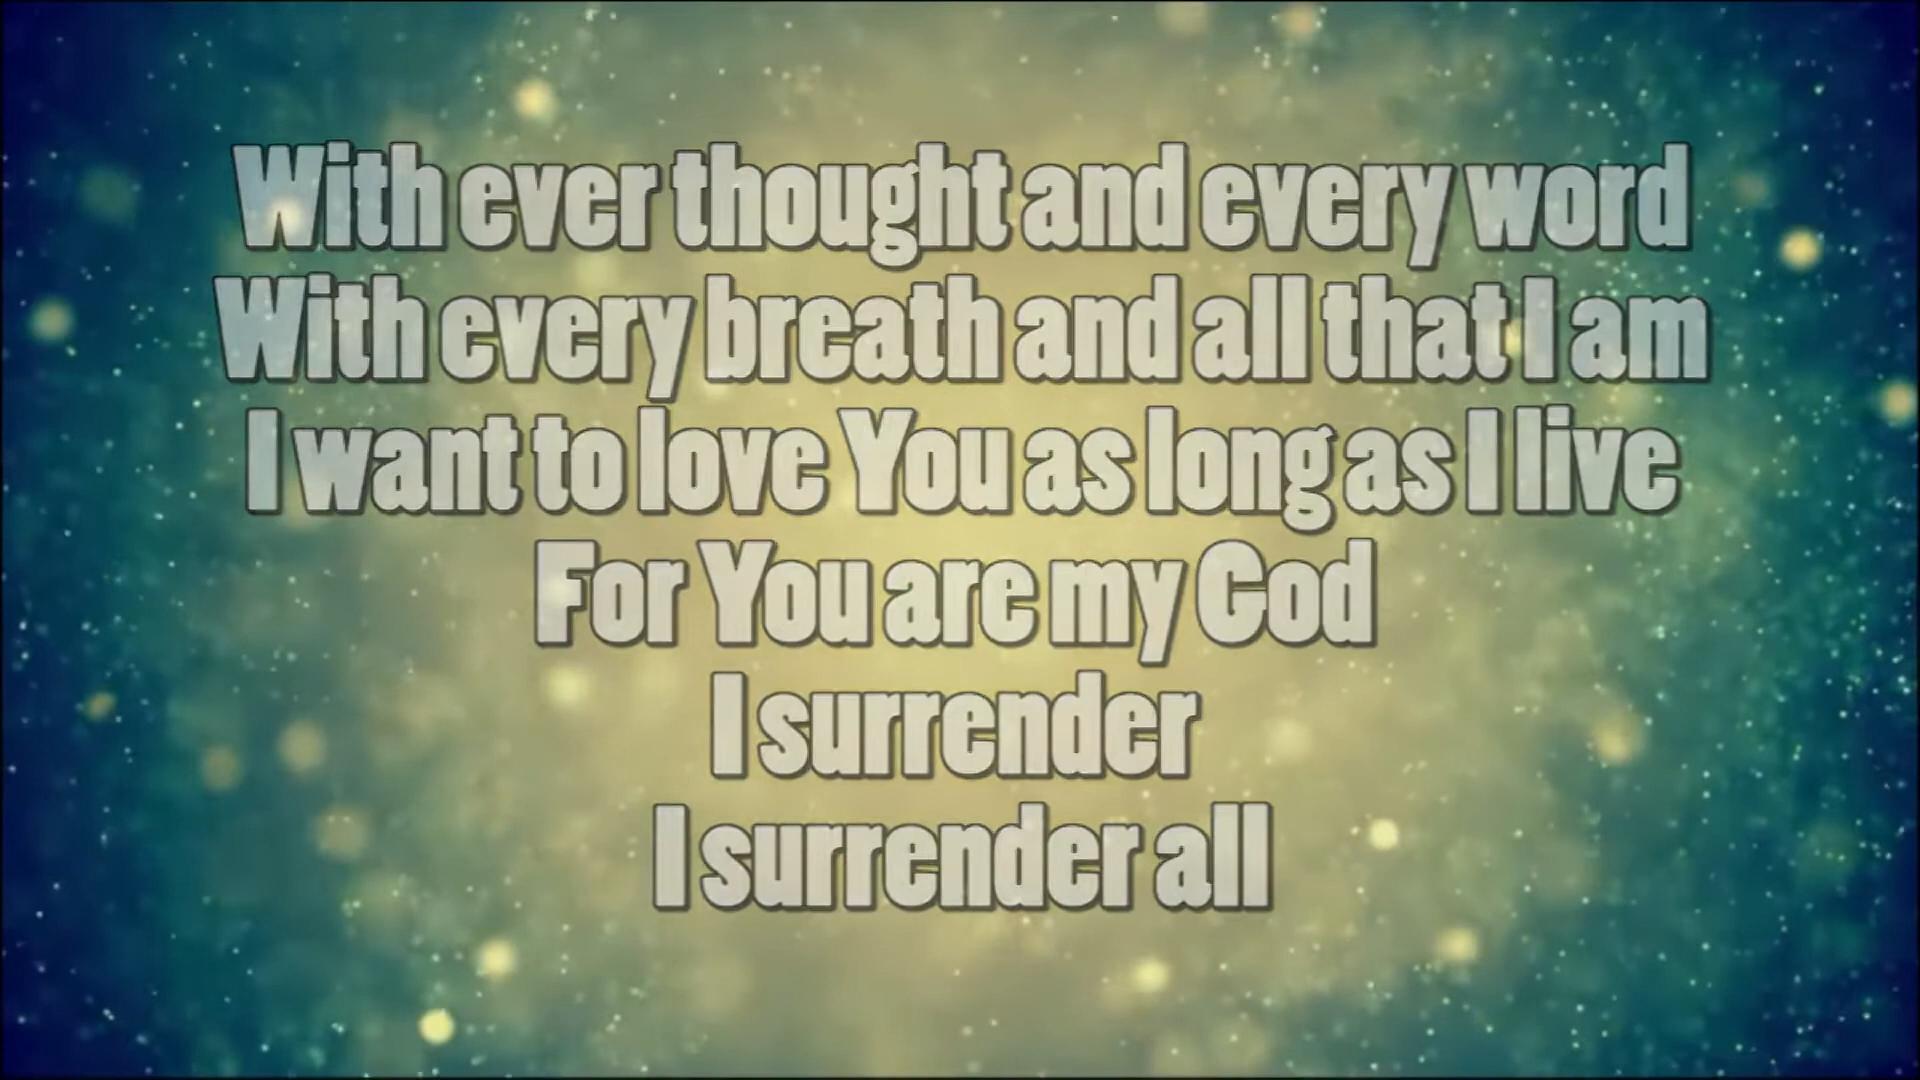 With ever thought and every word
With every breath and all that I am
I want to love You as long as I live
For You are my God
I surrender
I surrender all